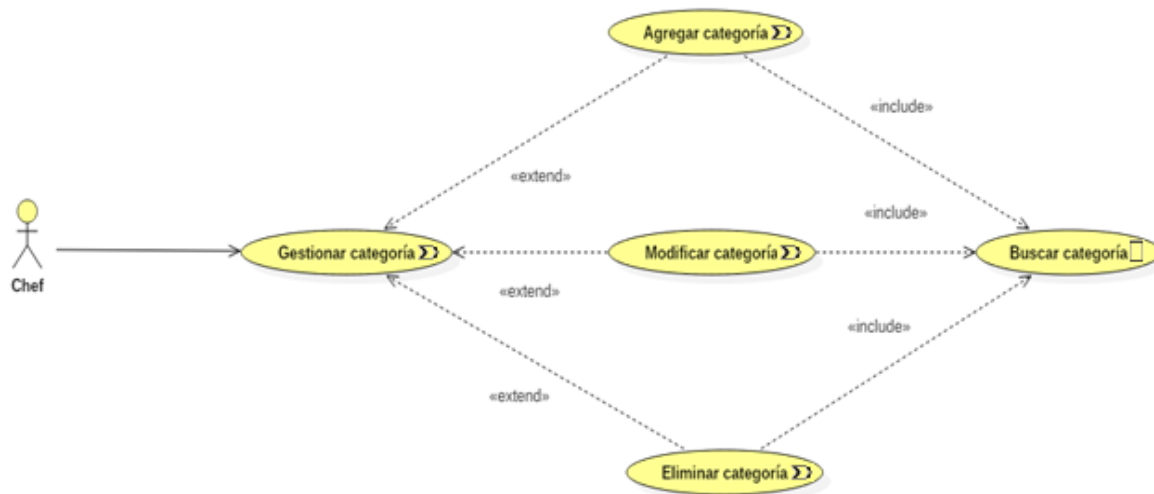 Agregar categoría
«include»
«extend»
«include»
Gestionar categoría
Modificar categoría
Buscar categoría
Chef
«extend»
«include»
«extend»
Eliminar categoría